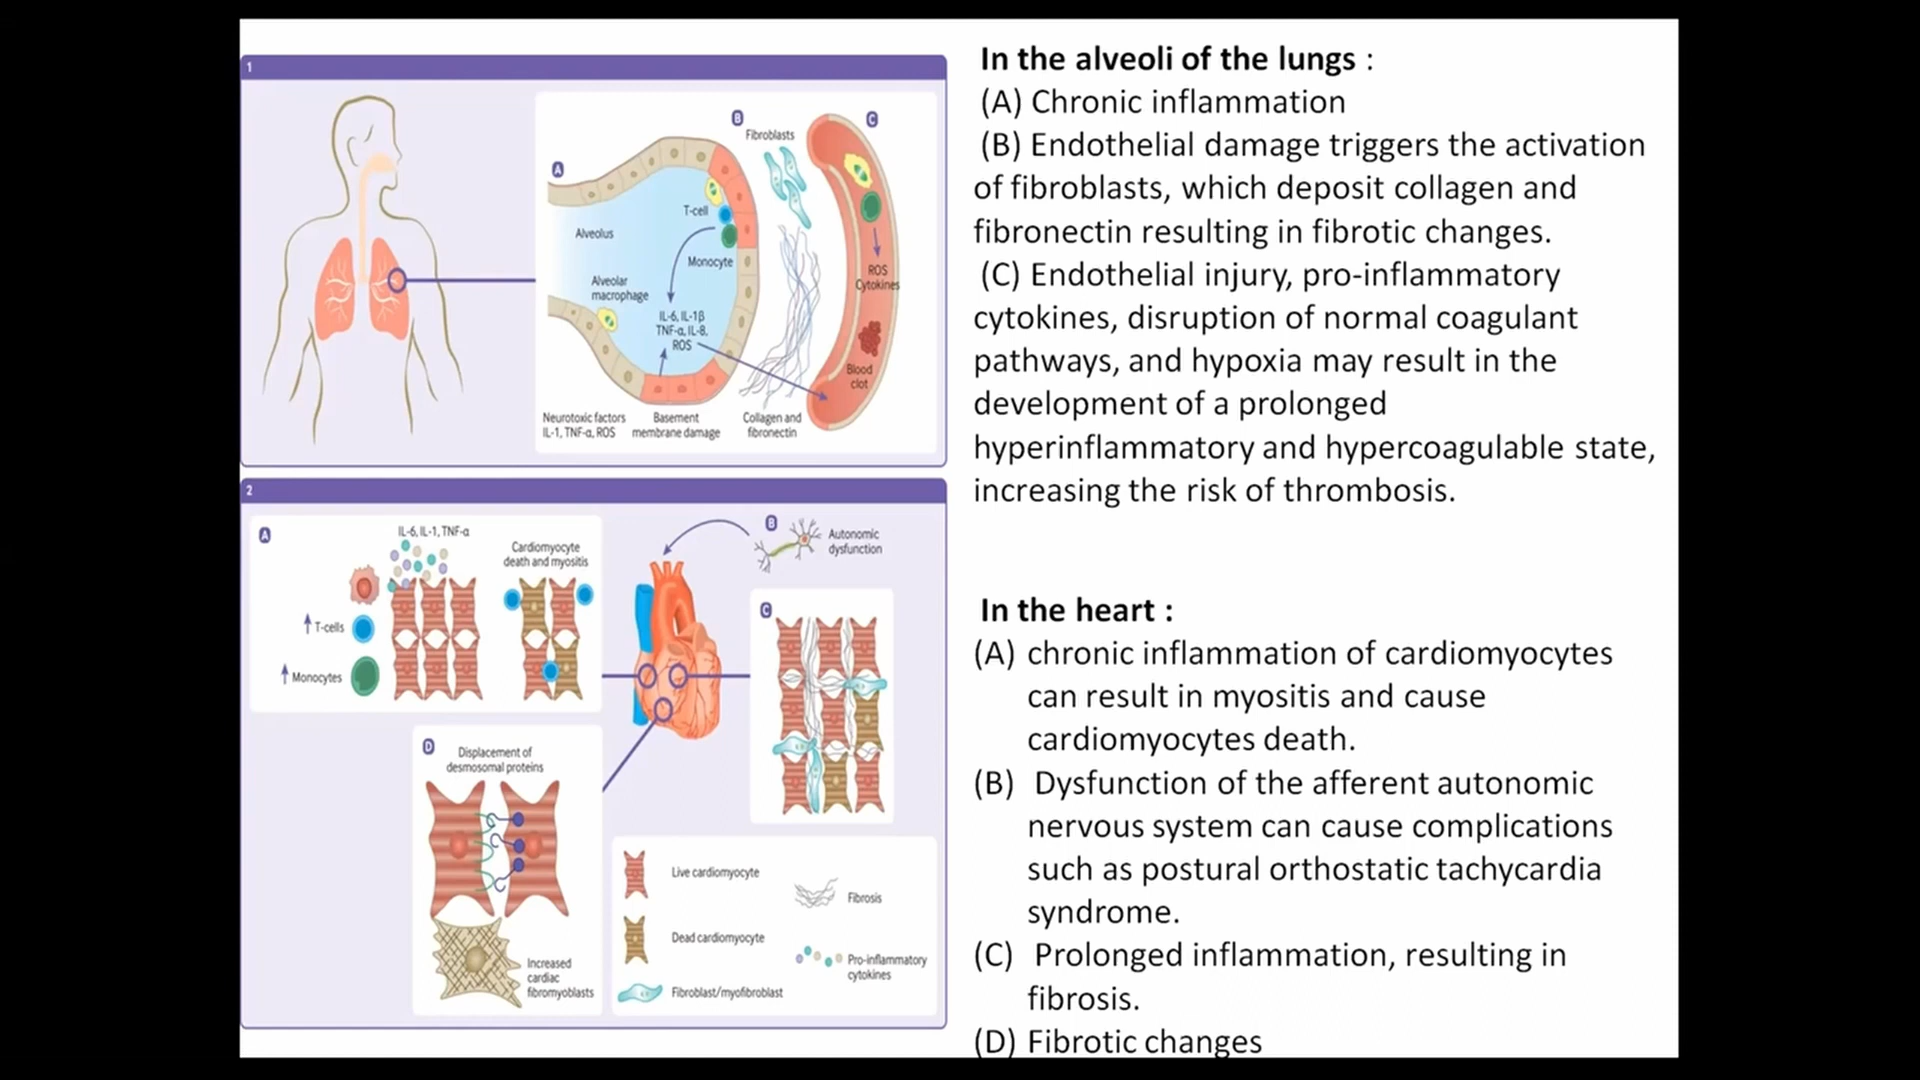 1
A
B
Fibroblasts
C
T-cell
Alveolus
Monocyte
Alveolar
macrophage
IL-6, IL-1β
TNF-α, IL-8,
ROS
ROS
Cytokines
Blood
clot
Neurotoxic factors
IL-1, TNF-α, ROS
Basement
membrane damage
Collagen and
fibronectin
2
A
IL-6, IL-1, TNF-α
Cardiomyocyte
death and myositis
T-cells
Monocytes
B
Autonomic
dysfunction
C
D
Displacement of
desmosomal proteins
Increased
cardiac
fibromyoblasts
Live cardiomyocyte
Dead cardiomyocyte
Fibroblast/myofibroblast
Fibrosis
Pro-inflammatory
cytokines
In the alveoli of the lungs :
(A) Chronic inflammation
(B) Endothelial damage triggers the activation
of fibroblasts, which deposit collagen and
fibronectin resulting in fibrotic changes.
(C) Endothelial injury, pro-inflammatory
cytokines, disruption of normal coagulant
pathways, and hypoxia may result in the
development of a prolonged
hyperinflammatory and hypercoagulable state,
increasing the risk of thrombosis.
In the heart :
(A) chronic inflammation of cardiomyocytes
can result in myositis and cause
cardiomyocytes death.
(B) Dysfunction of the afferent autonomic
nervous system can cause complications
such as postural orthostatic tachycardia
syndrome.
(C) Prolonged inflammation, resulting in
fibrosis.
(D) Fibrotic changes